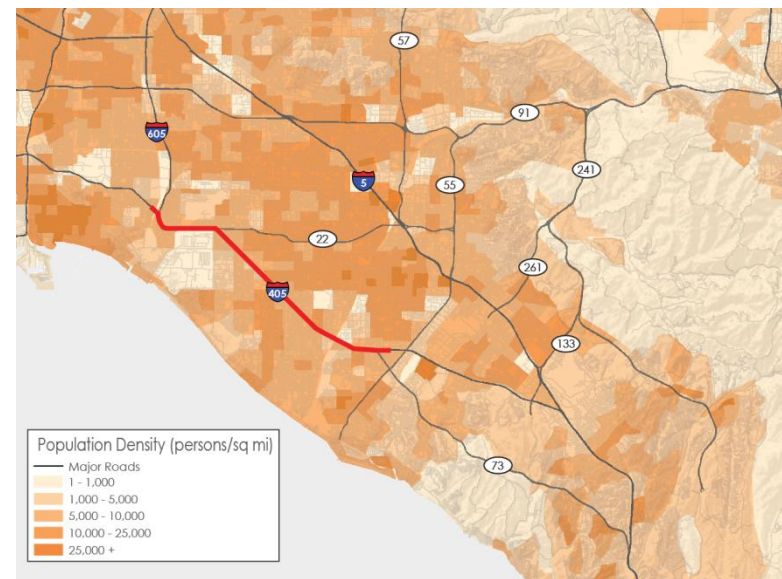 57
91
605
241
5
55
22
261
405
133
73
Population Density (persons/sq mi)
Major Roads
1 - 1,000
1,000 - 5,000
5,000 - 10,000
10,000 - 25,000
25,000 +